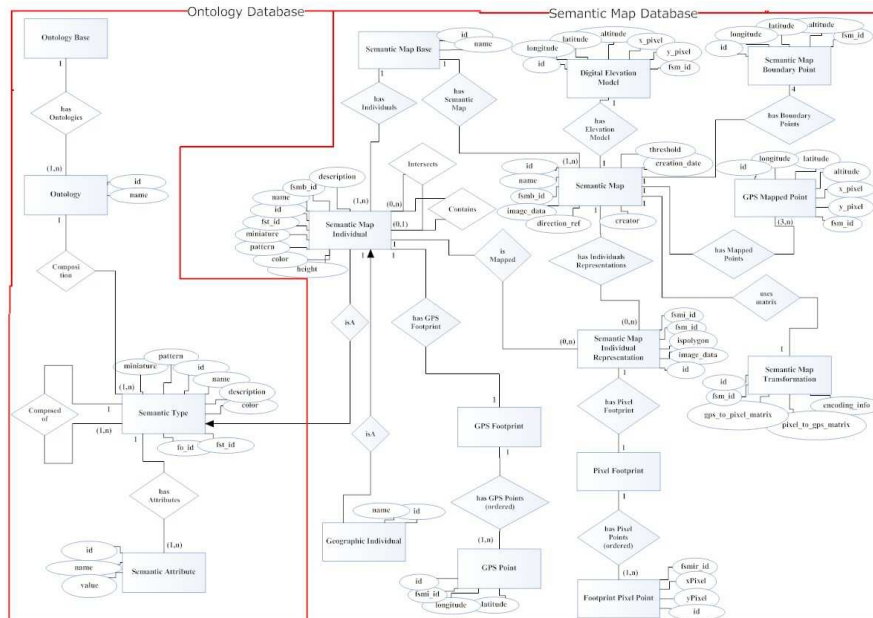 Ontology Database
Semantic Map Database
Ontology Base
1
has
Ontologies
(1,n)
Ontology
id
name
1
Composi
tion
(1,n)
miniature
pattern
id
name
description
color
Semantic Type
fo_id
fst_id
1
Composed
of
(1,n)
1
has
Attributes
(1,n)
id
name
value
Semantic Attribute
Semantic Map Base
id
name
1
1
has
Individuals
has
Semantic
Map
description
fsmb_id
name
id
fst_id
miniature
pattern
color
height
(1,n)
Semantic Map
Individual
Intersects
(0,n)
Contains
(0,1)
1
1
1
1
isA
isA
has GPS
Footprint
is
Mapped
(0,n)
name
id
Geographic Individual
1
GPS Footprint
1
has GPS Points
(ordered)
(1,n)
GPS Point
id
fsmi_id
longitude
latitude
id
longitude
latitude
altitude
x_pixel
y_pixel
fsm_id
Digital Elevation
Model
1
has
Elevation
Model
(1,n)
1
id
name
fsmb_id
image_data
direction_ref
creator
threshold
creation_date
Semantic Map
1
1
1
1
1
has Individuals
Representations
(0,n)
Semantic Map
Individual
Representation
fsmi_id
fsm_id
ispolygon
image_data
id
1
has Pixel
Footprint
1
Pixel Footprint
1
has Pixel
Points
(ordered)
(1,n)
Footprint Pixel Point
fsmir_id
xPixel
yPixel
id
id
longitude
latitude
altitude
fsm_id
Semantic Map
Boundary Point
4
has Boundary
Points
id
longitude
latitude
altitude
x_pixel
y_pixel
fsm_id
GPS Mapped Point
(3,n)
has Mapped
Points
uses
matrix
1
Semantic Map
Transformation
id
fsm_id
gps_to_pixel_matrix
pixel_to_gps_matrix
encoding_info